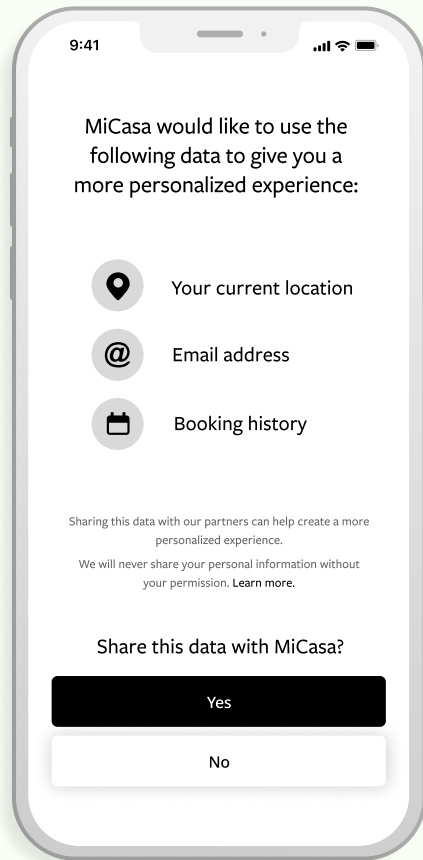 9:41
MiCasa would like to use the
following data to give you a
more personalized experience:
Your current location
@
Email address
Booking history
Sharing this data with our partners can help create a more
personalized experience.
We will never share your personal information without
your permission. Learn more.
Share this data with MiCasa?
Yes
No